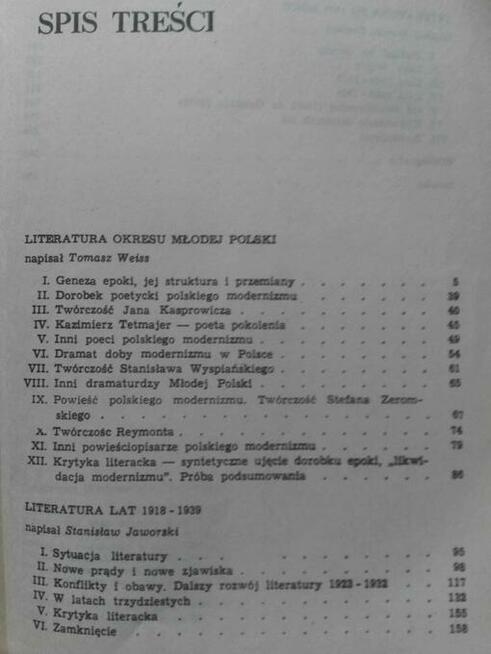 SPIS TREŚCI
LITERATURA OKRESU MŁODEJ POLSKI
napisał Tomasz Weiss
I. Geneza epoki, jej struktura i przemiany . . . . . . . 5
II. Dorobek poetycki polskiego modernizmu . . . . . . . 39
III. Twórczość Jana Kasprowicza . . . . . . . . . 40
IV. Kazimierz Tetmajer — poeta pokolenia . . . . . . . 45
V. Inni poeci polskiego modernizmu . . . . . . . . 49
VI. Dramat doby modernizmu w Polsce . . . . . . . 54
VII. Twórczość Stanisława Wyspiańskiego . . . . . . . 61
VIII. Inni dramaturdzy Młodej Polski . . . . . . . . 65
IX. Powieść polskiego modernizmu. Twórczość Stefana Żerom-
skiego . . . . . . . . . . . . . 67
X. Twórczość Reymonta . . . . . . . . . . 74
XI. Inni powieściopisarze polskiego modernizmu . . . . . 79
XII. Krytyka literacka — syntetyczne ujęcie dorobku epoki, „likwi-
dacja modernizmu”. Próba podsumowania . . . . . . 86
LITERATURA LAT 1918 - 1939
napisał Stanisław Jaworski
I. Sytuacja literatury . . . . . . . . . . 95
II. Nowe prądy i nowe zjawiska . . . . . . . . 98
III. Konflikty i obawy. Dalszy rozwój literatury 1923 - 1932 . . . 117
IV. W latach trzydziestych . . . . . . . . . 132
V. Krytyka literacka . . . . . . . . . . 155
VI. Zamknięcie . . . . . . . . . . . 158